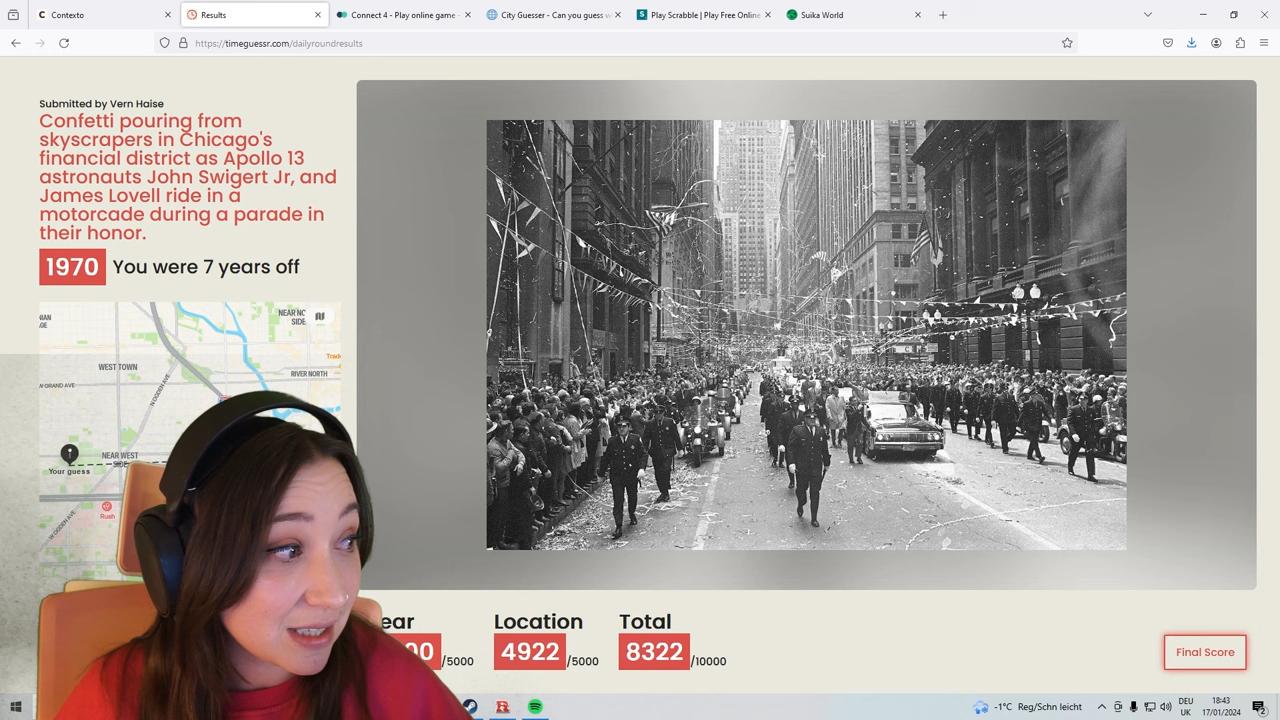 Contexto
Results
Connect 4 - Play online game
City Guesser - Can you guess w
Play Scrabble | Play Free Online
Suika World
https://timeguessr.com/dailyroundresults
Submitted by Vern Haise
Confetti pouring from
skyscrapers in Chicago's
financial district as Apollo 13
astronauts John Swigert Jr, and
James Lovell ride in a
motorcade during a parade in
their honor.
1970 You were 7 years off
NEAR NO
SIDE
WEST TOWN
RIVER NORTH
W GRAND AVE
NEAR WEST
SIDE
Your guess
Rush
ear
00 /5000
Location
4922 /5000
Total
8322 /10000
Final Score
-1°C Reg/Schn leicht
DEU
UK
18:43
17/01/2024
2